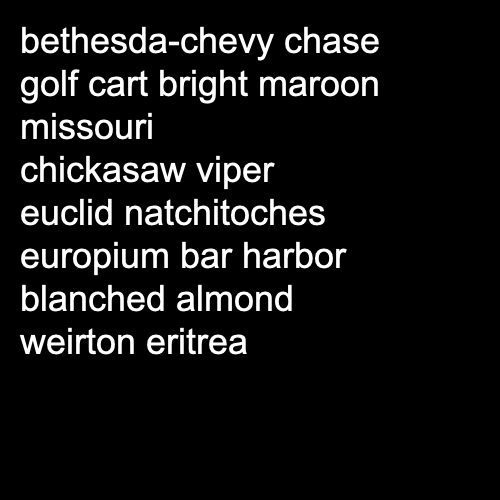 bethesda-chevy chase
golf cart bright maroon
missouri
chickasaw viper
euclid natchitoches
europium bar harbor
blanched almond
weirton eritrea